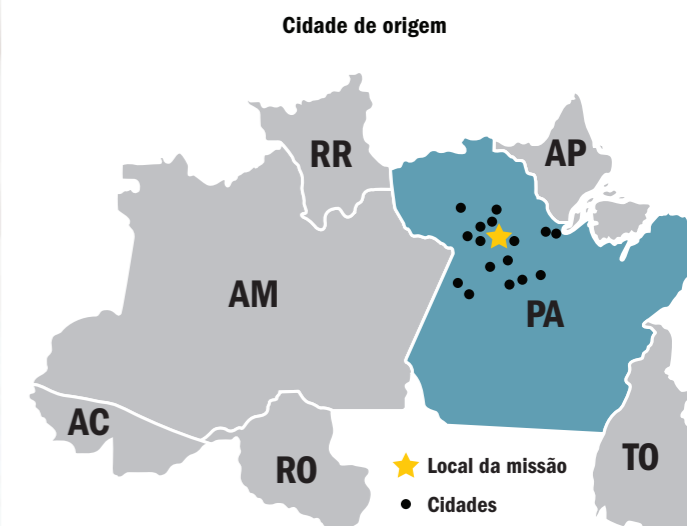 Cidade de origem
RR
AP
AM
PA
AC
RO
TO
Local da missão
Cidades